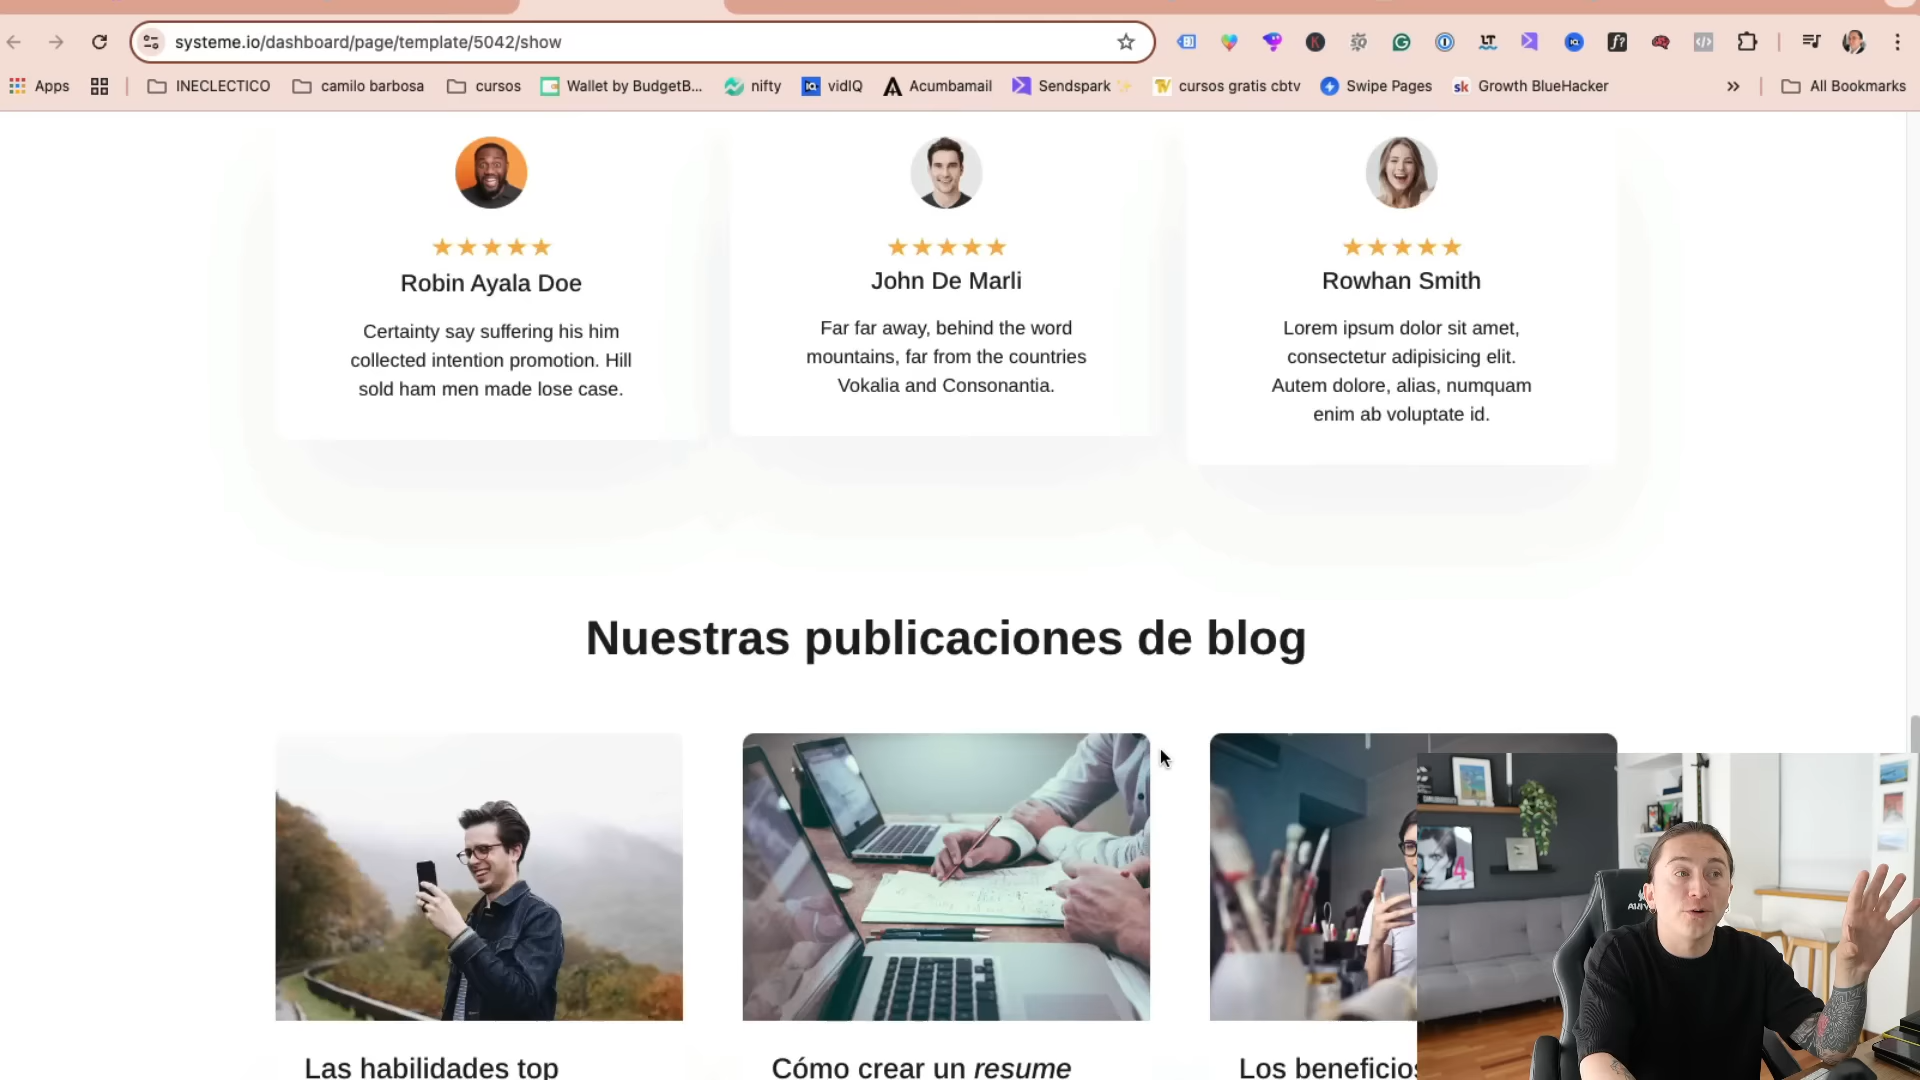 systeme.io/dashboard/page/template/5042/show
Apps
INECLECTICO
camilo barbosa
cursos
Wallet by BudgetB...
nifty
vidIQ
Acumbamail
Sendspark
cursos gratis cbtv
Swipe Pages
Growth BlueHacker
All Bookmarks
★★★★★
Robin Ayala Doe
Certainty say suffering his him
collected intention promotion. Hill
sold ham men made lose case.
★★★★★
John De Marli
Far far away, behind the word
mountains, far from the countries
Vokalia and Consonantia.
★★★★★
Rowhan Smith
Lorem ipsum dolor sit amet,
consectetur adipisicing elit.
Autem dolore, alias, numquam
enim ab voluptate id.
Nuestras publicaciones de blog
Las habilidades top
Cómo crear un resume
Los beneficios